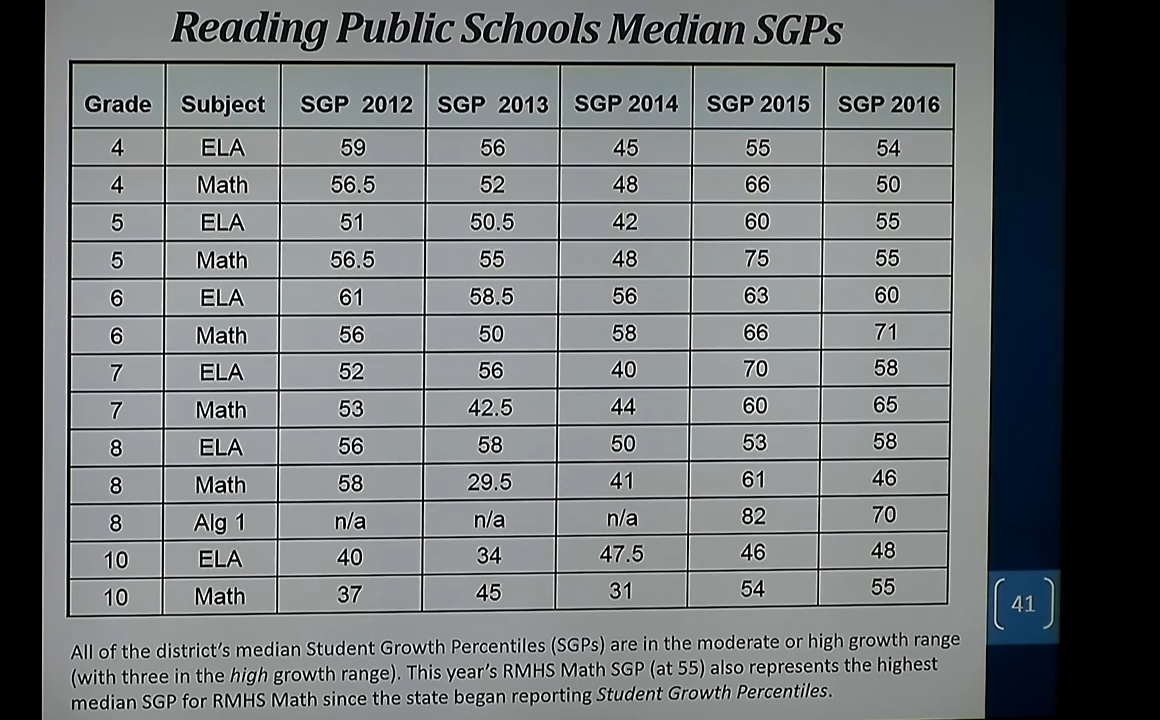 Reading Public Schools Median SGPs
Grade Subject SGP 2012 SGP 2013 SGP 2014 SGP 2015 SGP 2016
4 ELA 59 56 45 55 54
4 Math 56.5 52 48 66 50
5 ELA 51 50.5 42 60 55
5 Math 56.5 55 48 75 55
6 ELA 61 58.5 56 63 60
6 Math 56 50 58 66 71
7 ELA 52 56 40 70 58
7 Math 53 42.5 44 60 65
8 ELA 56 58 50 53 58
8 Math 58 29.5 41 61 46
8 Alg 1 n/a n/a n/a 82 70
10 ELA 40 34 47.5 46 48
10 Math 37 45 31 54 55
41
All of the district's median Student Growth Percentiles (SGPs) are in the moderate or high growth range
(with three in the high growth range). This year's RMHS Math SGP (at 55) also represents the highest
median SGP for RMHS Math since the state began reporting Student Growth Percentiles.